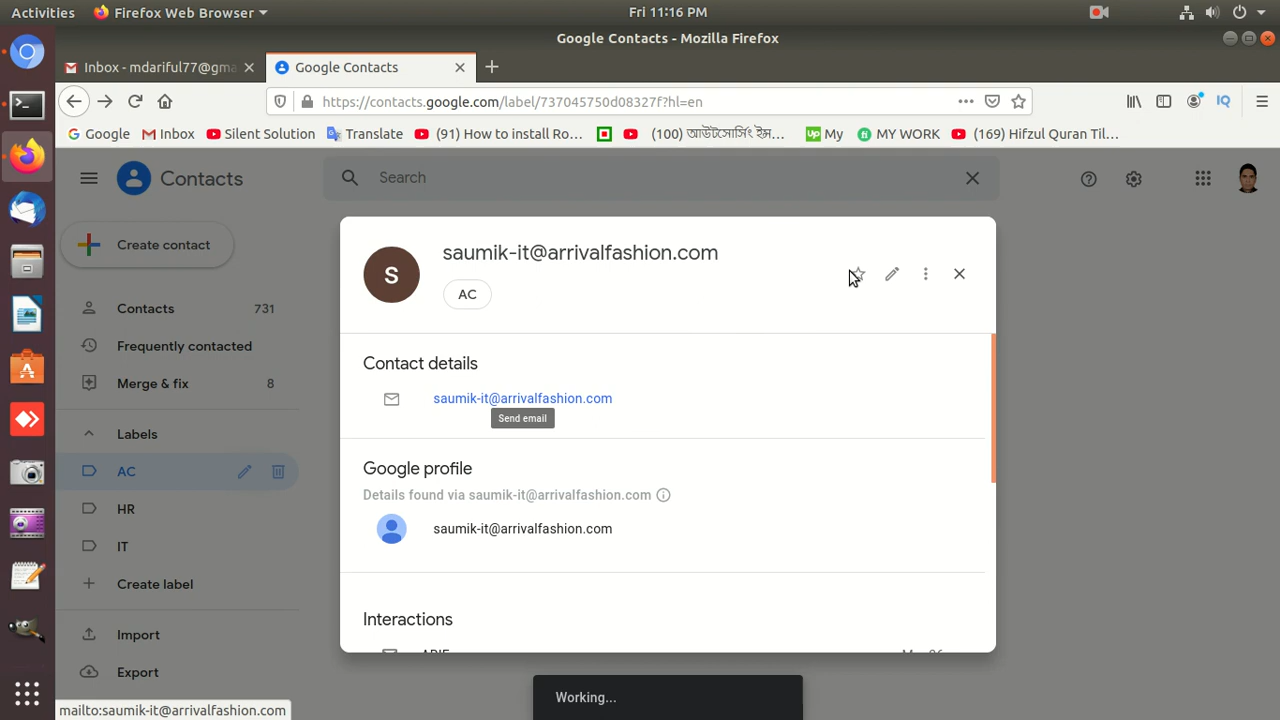 Activities Firefox Web Browser Fri 11:16 PM
Google Contacts - Mozilla Firefox
Inbox - mdariful77@gma Google Contacts
https://contacts.google.com/label/737045750d08327f?hl=en
Google Inbox Silent Solution Translate (91) How to install Ro… (100) আউটসোর্সিং ইন্স… Up My fi MY WORK (169) Hifzul Quran Til…
IQ
Contacts Search
Create contact
Contacts 731
Frequently contacted
Merge & fix 8
Labels
AC
HR
IT
Create label
Import
Export
S saumik-it@arrivalfashion.com
AC
Contact details
saumik-it@arrivalfashion.com
Send email
Google profile
Details found via saumik-it@arrivalfashion.com
saumik-it@arrivalfashion.com
Interactions
Working...
mailto:saumik-it@arrivalfashion.com